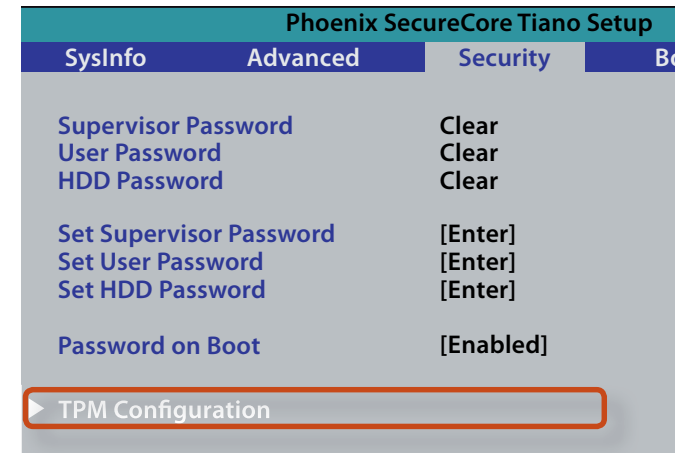 Phoenix SecureCore Tiano Setup
SysInfo Advanced Security
Supervisor Password Clear
User Password Clear
HDD Password Clear
Set Supervisor Password [Enter]
Set User Password [Enter]
Set HDD Password [Enter]
Password on Boot [Enabled]
TPM Configuration